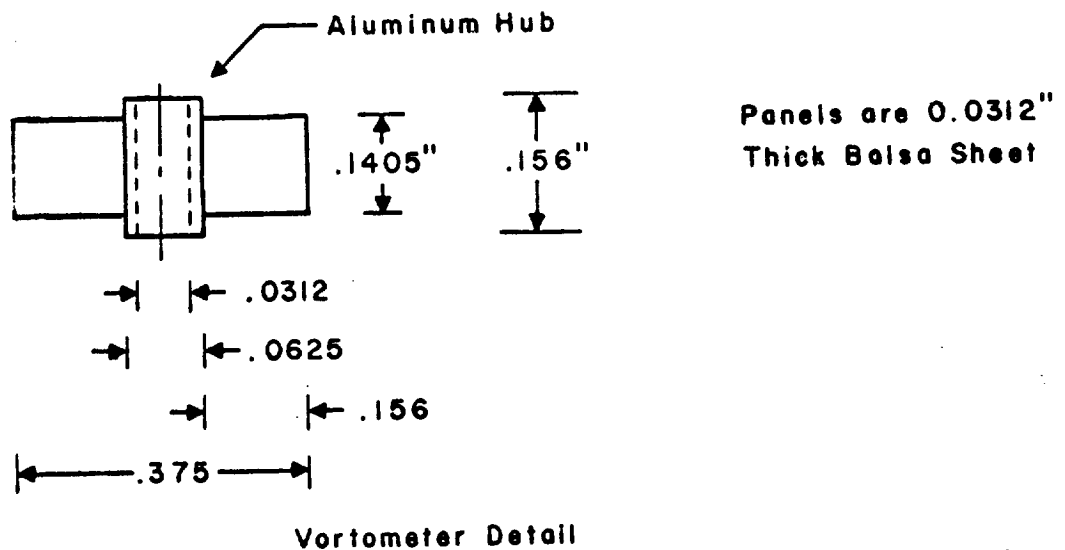 Aluminum Hub
Panels are 0.0312"
Thick Balsa Sheet
.1405"
.156"
.0312
.0625
.156
.375
Vortometer Detail